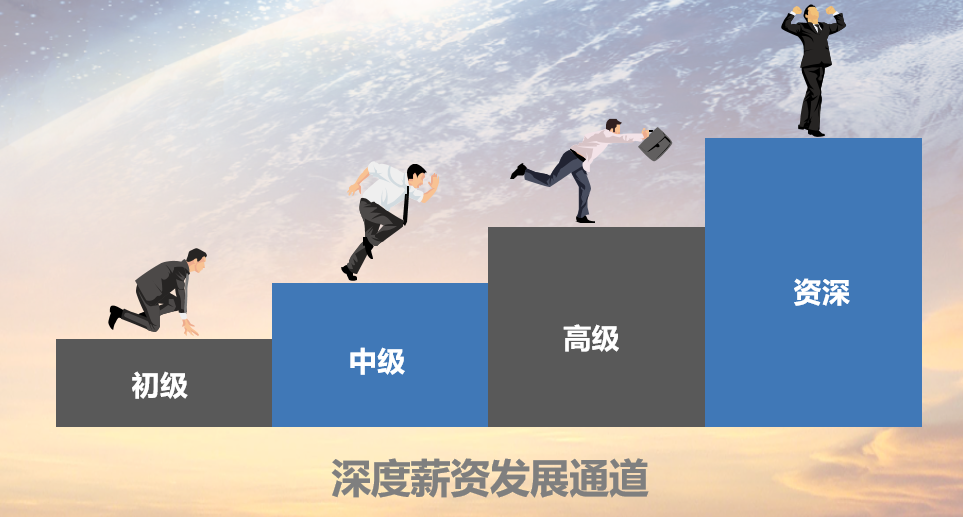 初级
中级
高级
资深
深度薪资发展通道